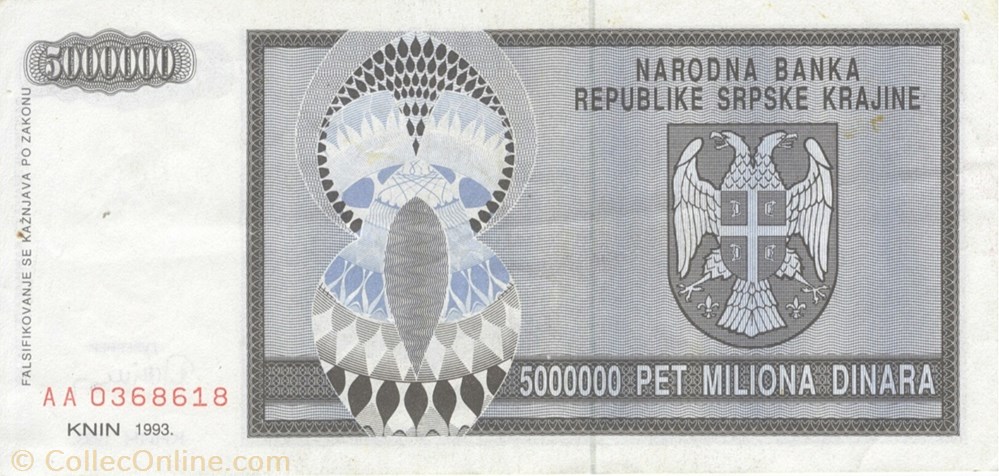 5000000
NARODNA BANKA
REPUBLIKE SRPSKE KRAJINE
FALSIFIKOVANJE SE KAŽNJAVA PO ZAKONU
5000000 PET MILIONA DINARA
AA 0368618
KNIN 1993.
© CollecOnline.com